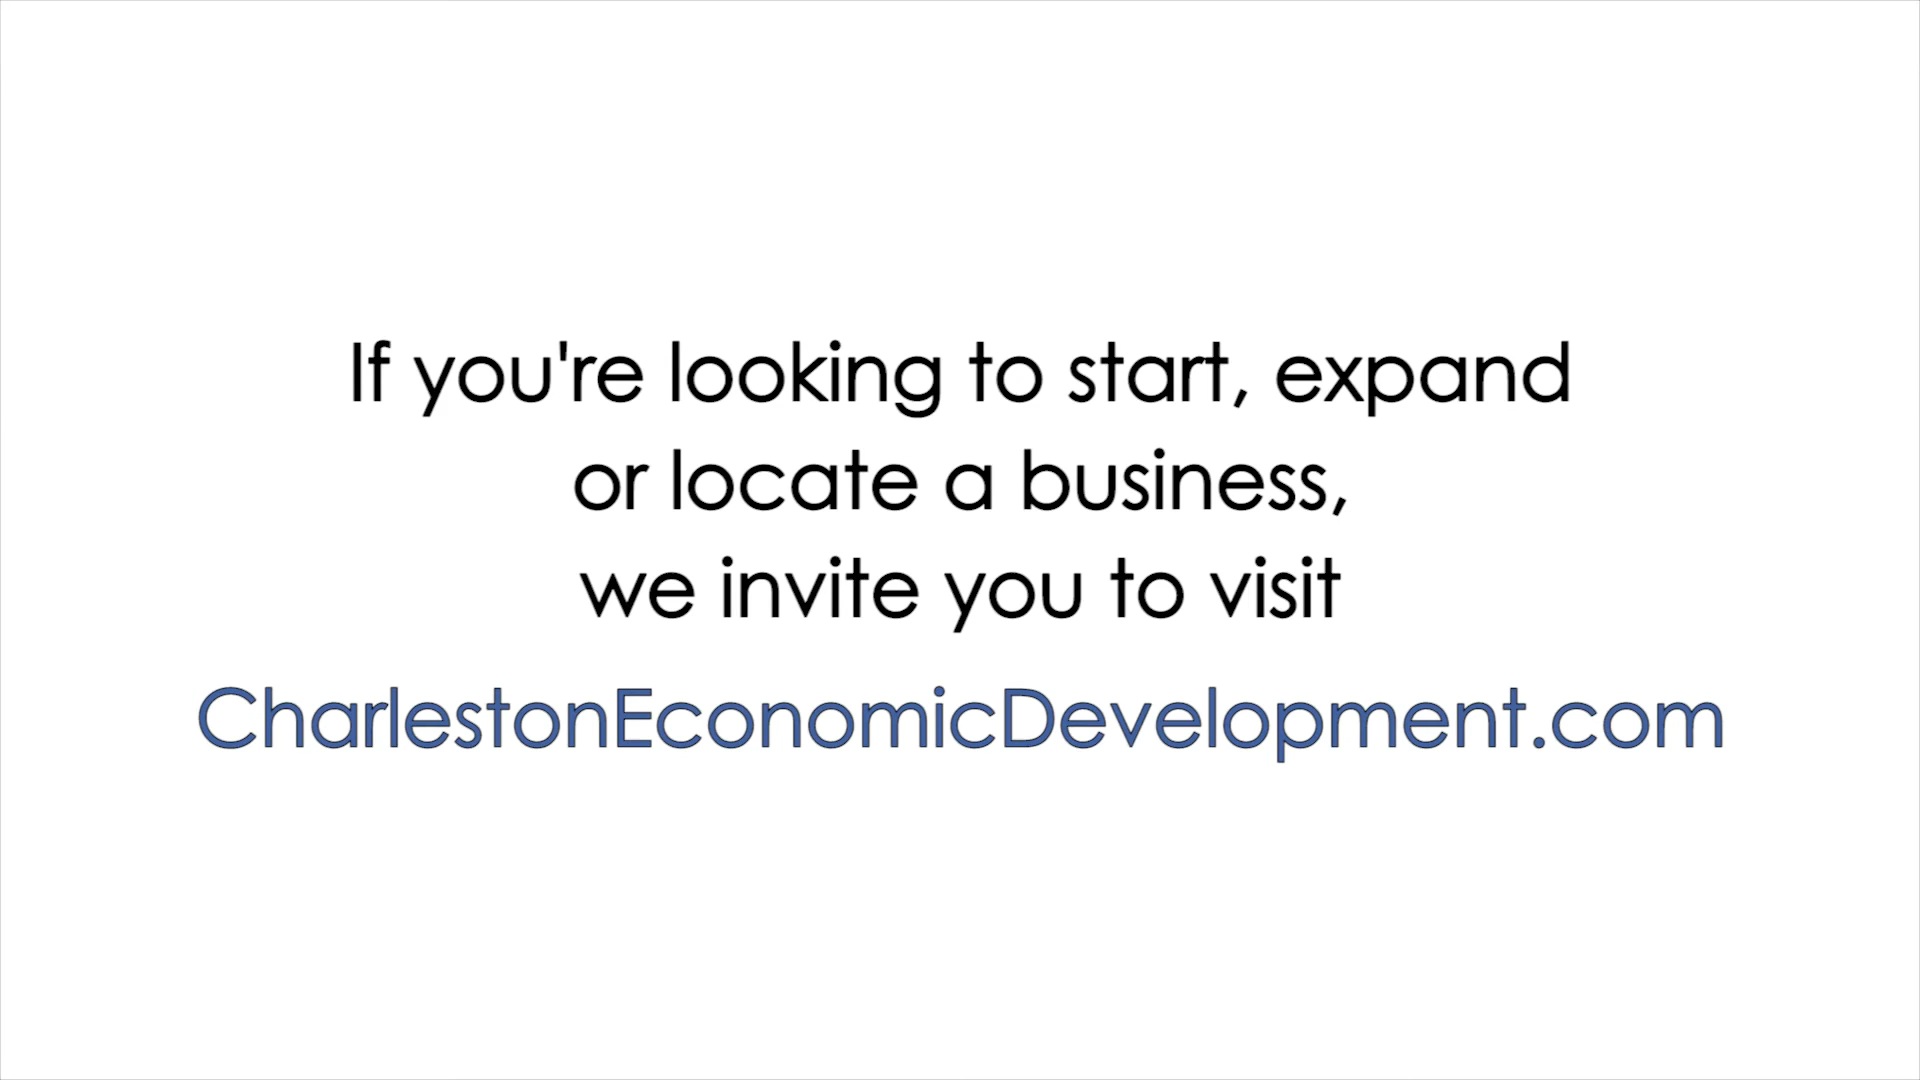 If you're looking to start, expand
or locate a business,
we invite you to visit
CharlestonEconomicDevelopment.com